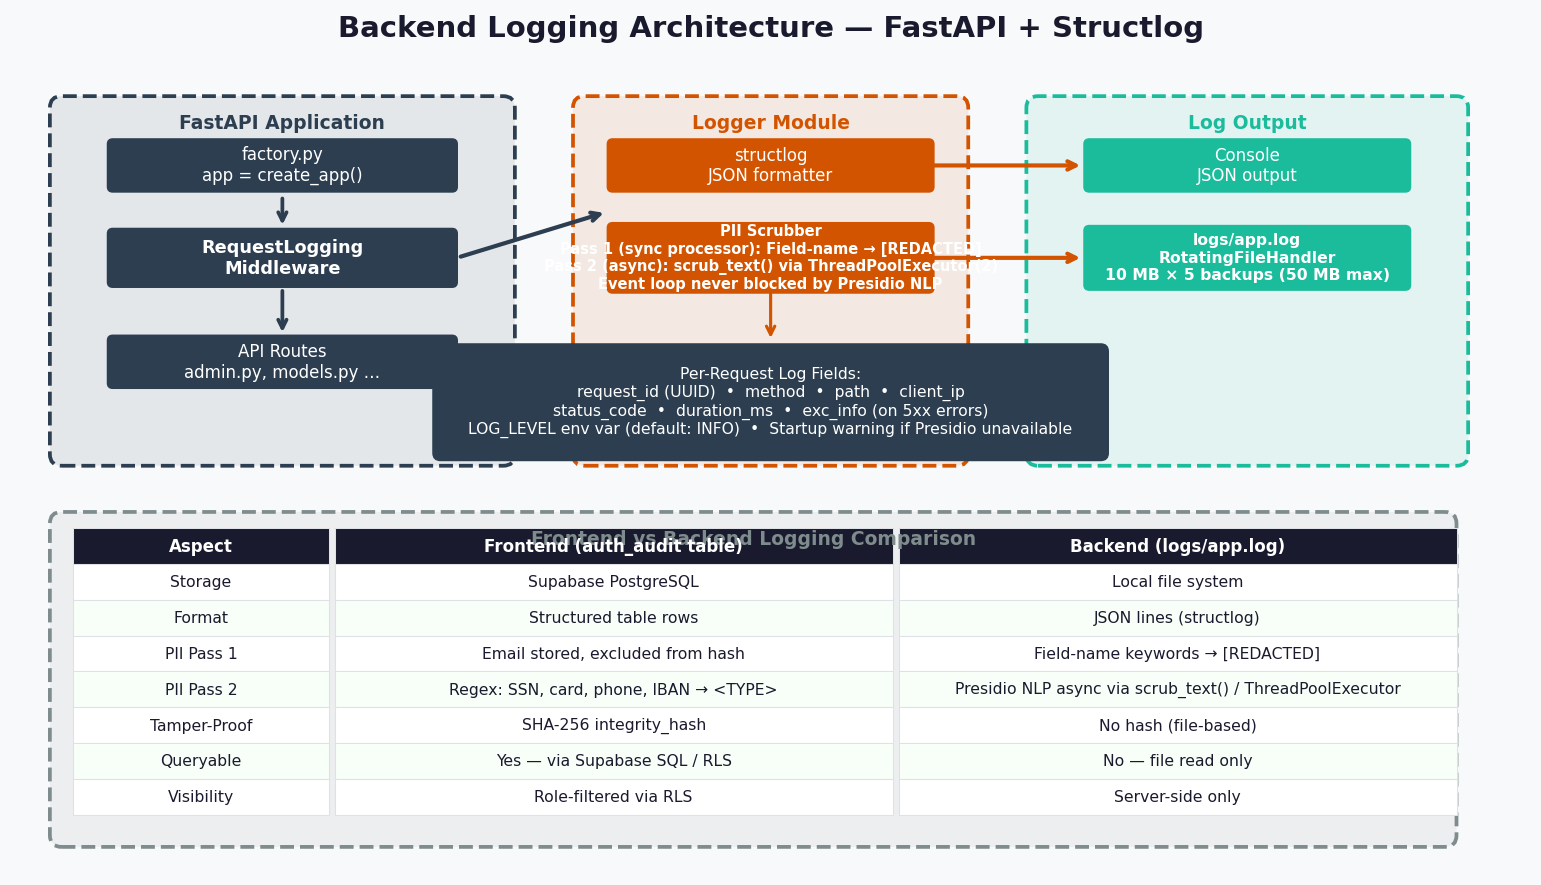 Backend Logging Architecture — FastAPI + Structlog
FastAPI Application
factory.py
app = create_app()
RequestLogging
Middleware
API Routes
admin.py, models.py …
Logger Module
structlog
JSON formatter
PII Scrubber
Pass 1 (sync processor): Field-name → [REDACTED]
Pass 2 (async): scrub_text() via ThreadPoolExecutor(2)
Event loop never blocked by Presidio NLP
Log Output
Console
JSON output
logs/app.log
RotatingFileHandler
10 MB × 5 backups (50 MB max)
Per-Request Log Fields:
request_id (UUID) • method • path • client_ip
status_code • duration_ms • exc_info (on 5xx errors)
LOG_LEVEL env var (default: INFO) • Startup warning if Presidio unavailable
Frontend vs Backend Logging Comparison
Aspect Frontend (auth_audit table) Backend (logs/app.log)
Storage Supabase PostgreSQL Local file system
Format Structured table rows JSON lines (structlog)
PII Pass 1 Email stored, excluded from hash Field-name keywords → [REDACTED]
PII Pass 2 Regex: SSN, card, phone, IBAN → <TYPE> Presidio NLP async via scrub_text() / ThreadPoolExecutor
Tamper-Proof SHA-256 integrity_hash No hash (file-based)
Queryable Yes — via Supabase SQL / RLS No — file read only
Visibility Role-filtered via RLS Server-side only